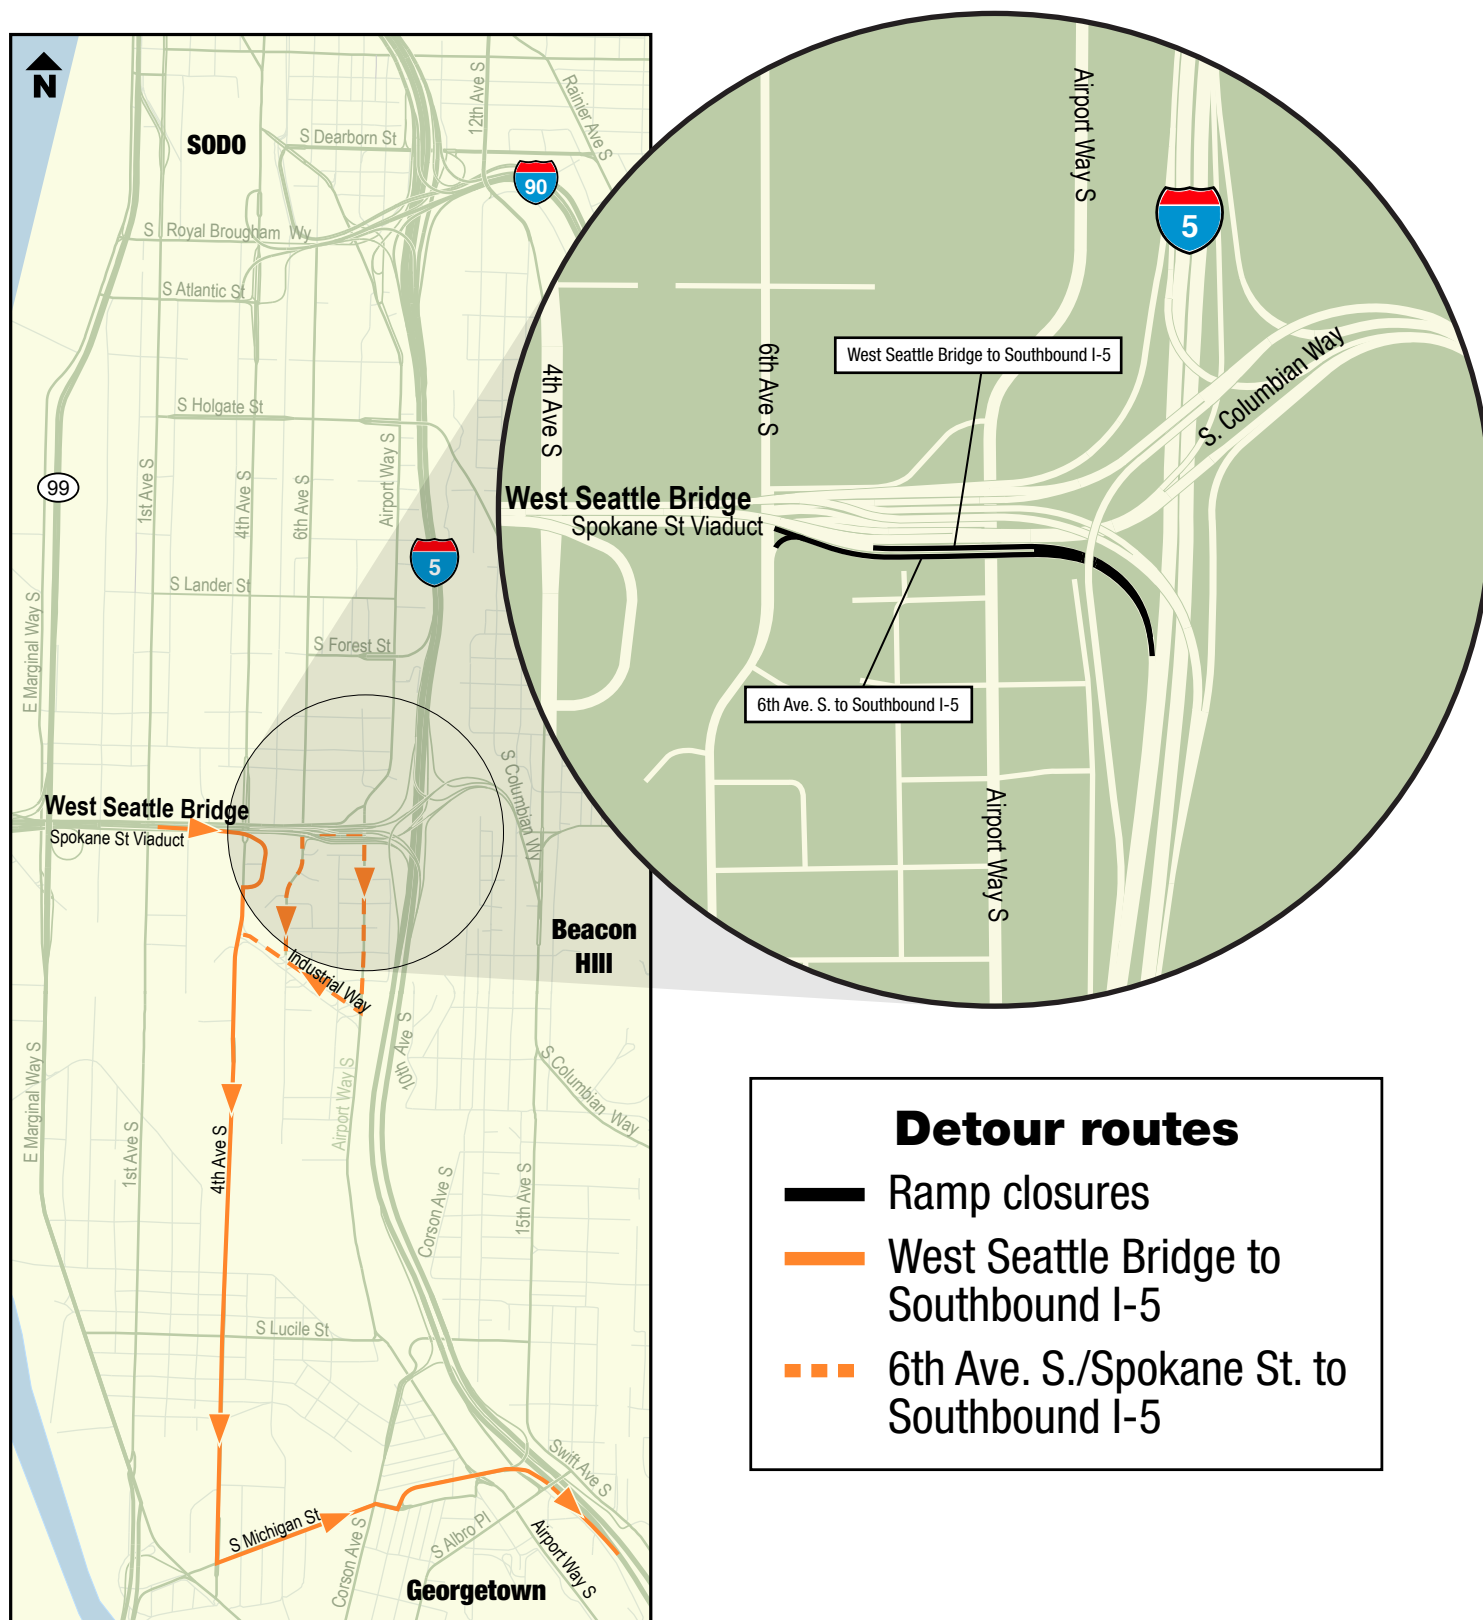 N
SODO
S Dearborn St
12th Ave S
Rainier Ave S
90
S Royal Brougham Wy
S Atlantic St
S Holgate St
99
1st Ave S
4th Ave S
6th Ave S
Airport Way S
5
S Lander St
S Forest St
E Marginal Way S
West Seattle Bridge
Spokane St Viaduct
S Columbian Wy
Beacon
HIll
Industrial Way
10th Ave S
Airport Way S
S Columbian Way
E Marginal Way S
1st Ave S
4th Ave S
Corson Ave S
15th Ave S
S Lucile St
Swift Ave S
S Michigan St
Corson Ave S
S Albro Pl
Airport Way S
Georgetown
Airport Way S
5
4th Ave S
6th Ave S
West Seattle Bridge to Southbound I-5
S. Columbian Way
West Seattle Bridge
Spokane St Viaduct
6th Ave. S. to Southbound I-5
Airport Way S
Detour routes
Ramp closures
West Seattle Bridge to
Southbound I-5
6th Ave. S./Spokane St. to
Southbound I-5